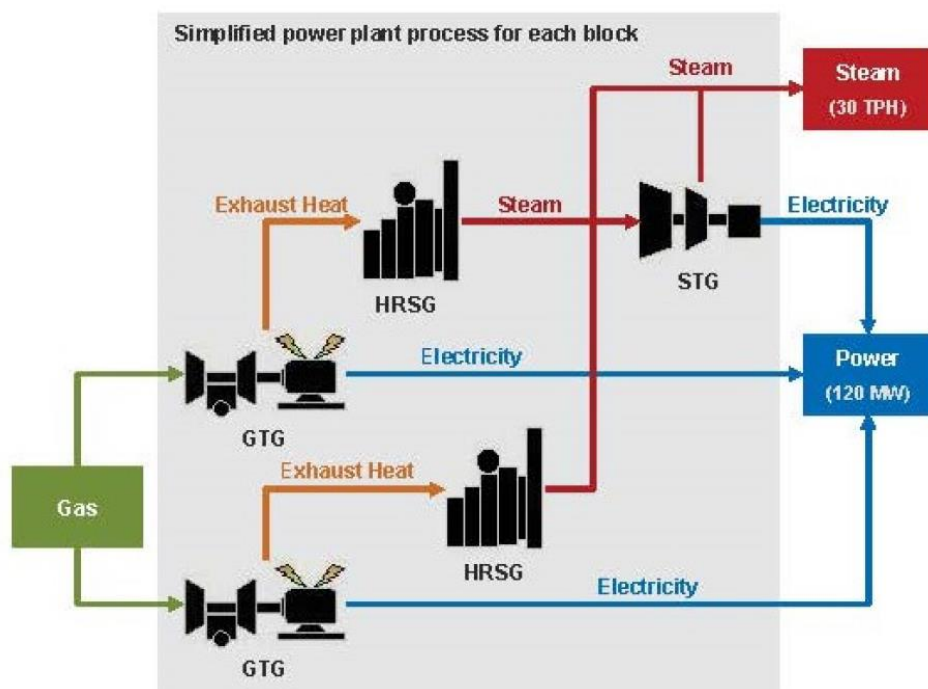 Simplified power plant process for each block
Steam
Steam
(30 TPH)
Exhaust Heat
Steam
Electricity
HRSG
STG
Electricity
Power
(120 MW)
GTG
Exhaust Heat
Gas
HRSG
Electricity
GTG